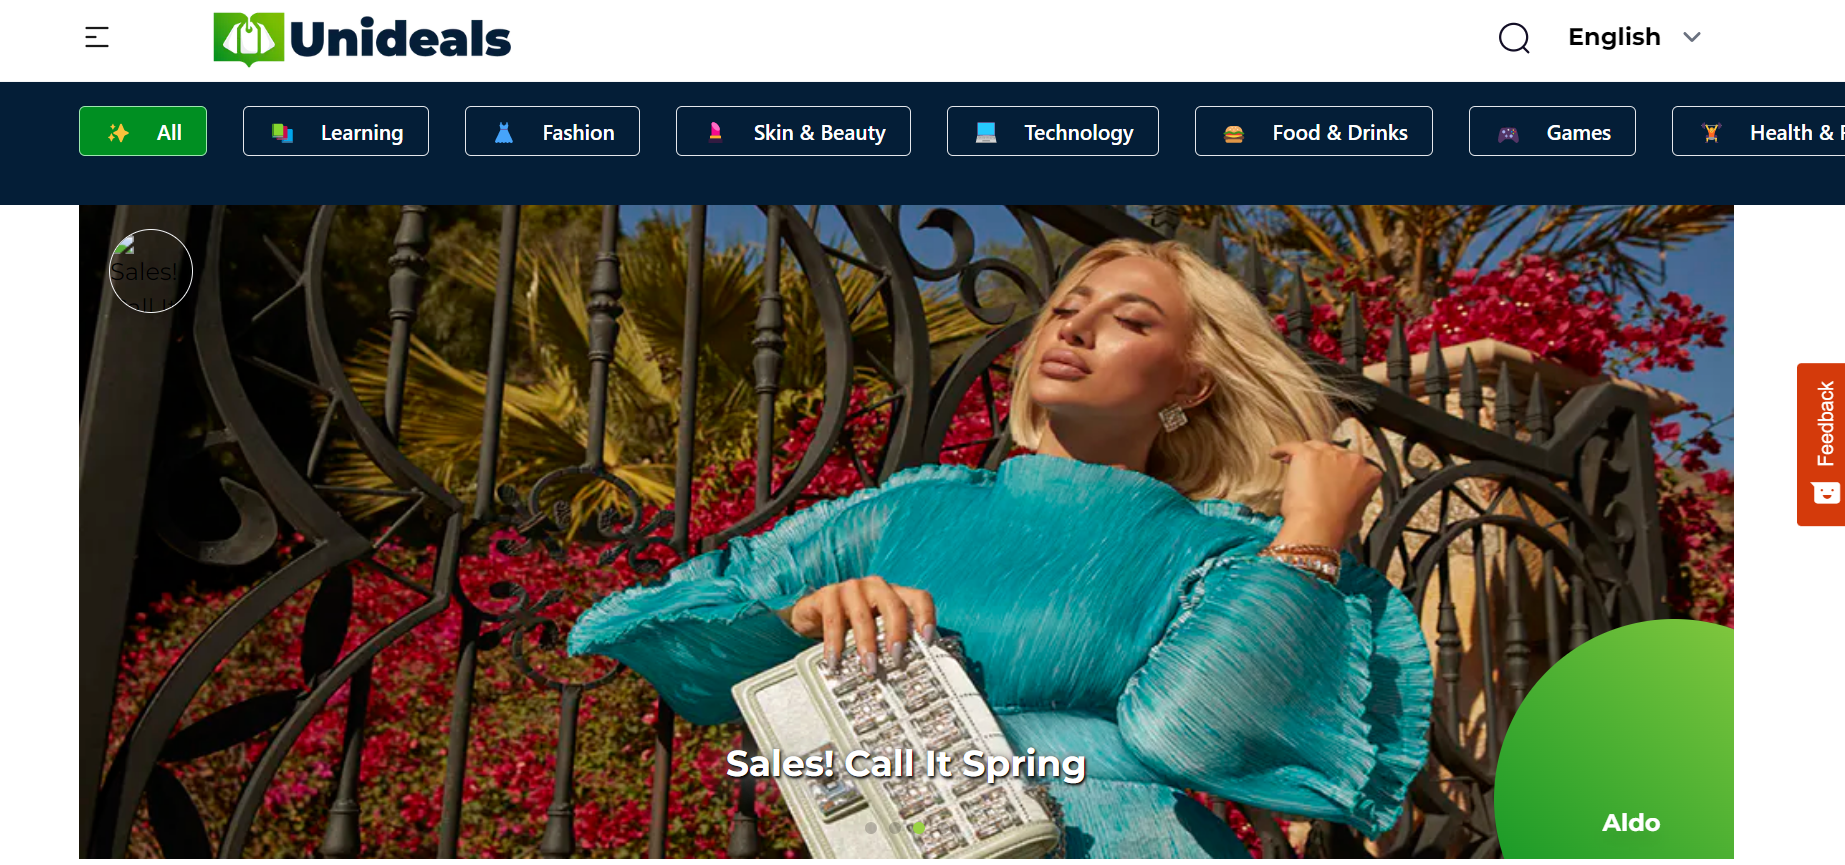 Unideals
English
All
Learning
Fashion
Skin & Beauty
Technology
Food & Drinks
Games
Health &
Sales!
Feedback
Sales! Call It Spring
Aldo